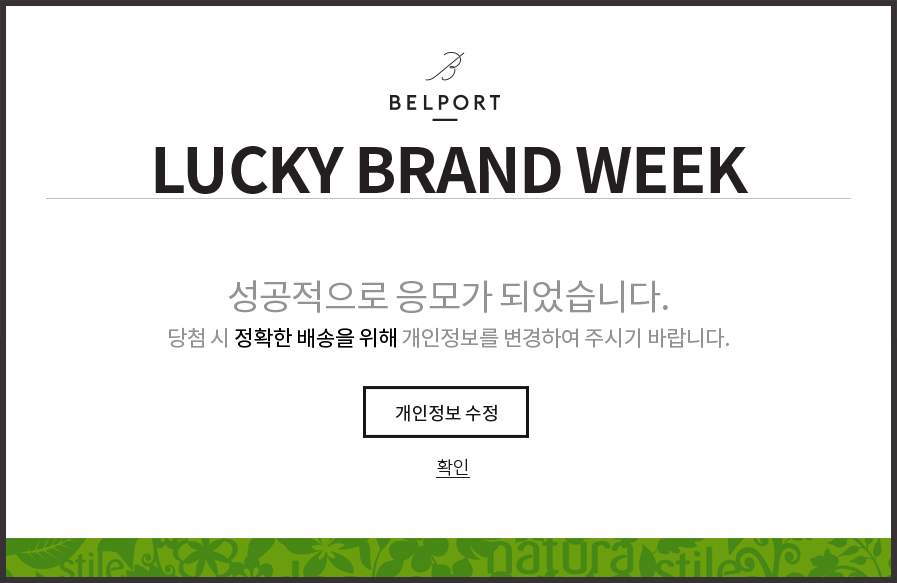 B
BELPORT
LUCKY BRAND WEEK
성공적으로 응모가 되었습니다.
당첨 시 정확한 배송을 위해 개인정보를 변경하여 주시기 바랍니다.
개인정보 수정
확인
stile natura stile